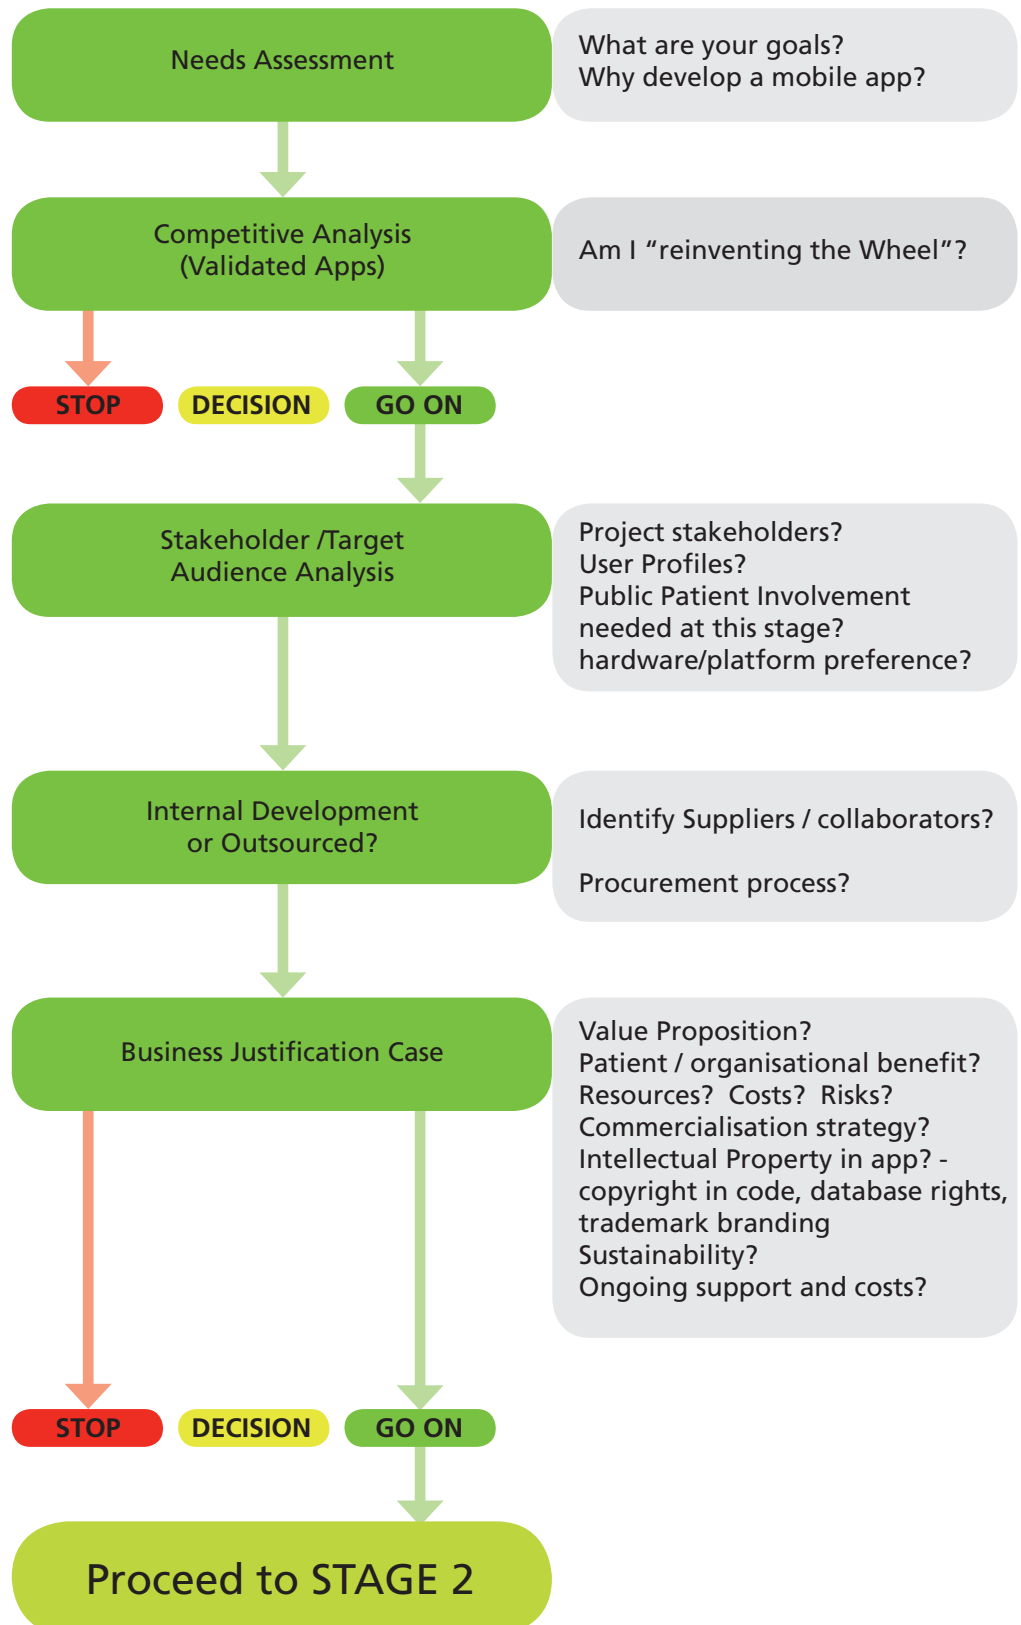 Needs Assessment
What are your goals?
Why develop a mobile app?
Competitive Analysis
(Validated Apps)
Am I “reinventing the Wheel”?
STOP DECISION GO ON
Stakeholder /Target
Audience Analysis
Project stakeholders?
User Profiles?
Public Patient Involvement
needed at this stage?
hardware/platform preference?
Internal Development
or Outsourced?
Identify Suppliers / collaborators?
Procurement process?
Business Justification Case
Value Proposition?
Patient / organisational benefit?
Resources?  Costs?  Risks?
Commercialisation strategy?
Intellectual Property in app? -
copyright in code, database rights,
trademark branding
Sustainability?
Ongoing support and costs?
STOP DECISION GO ON
Proceed to STAGE 2